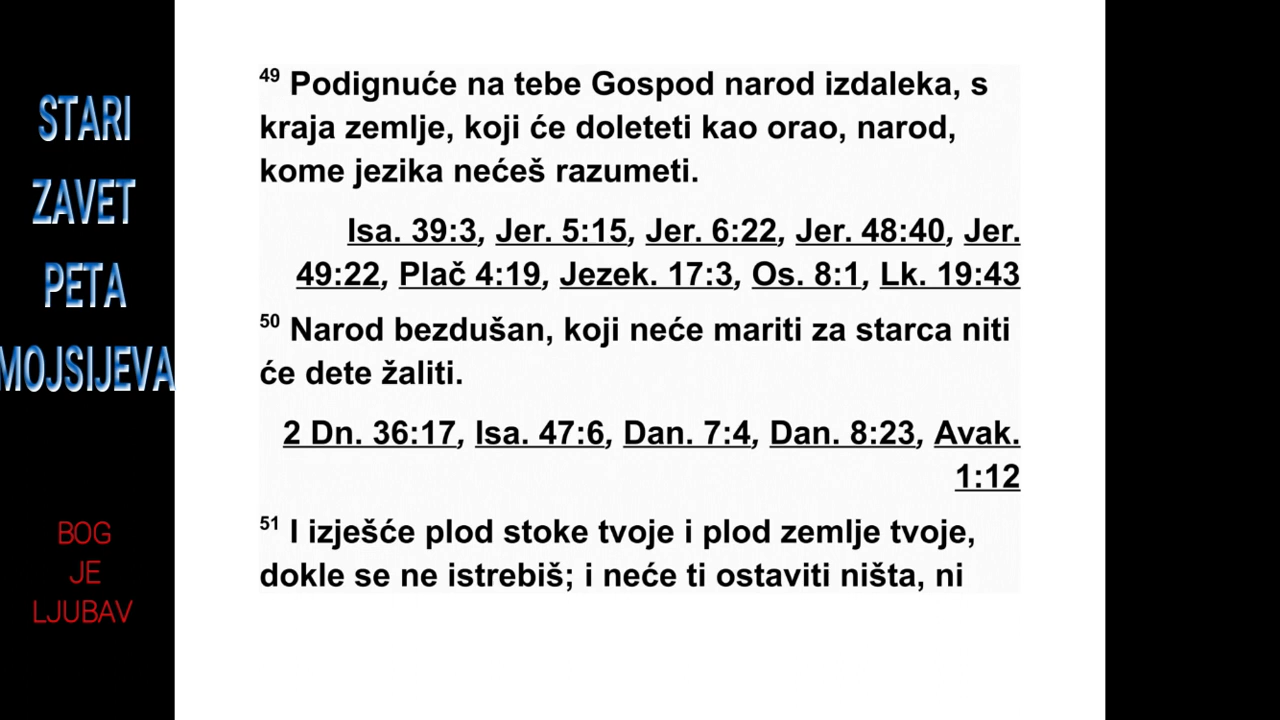 STARI
ZAVET
PETA
MOJSIJEVA
BOG
JE
LJUBAV
49 Podignuće na tebe Gospod narod izdaleka, s
kraja zemlje, koji će doleteti kao orao, narod,
kome jezika nećeš razumeti.
Isa. 39:3, Jer. 5:15, Jer. 6:22, Jer. 48:40, Jer.
49:22, Plač 4:19, Jezek. 17:3, Os. 8:1, Lk. 19:43
50 Narod bezdušan, koji neće mariti za starca niti
će dete žaliti.
2 Dn. 36:17, Isa. 47:6, Dan. 7:4, Dan. 8:23, Avak.
1:12
51 I izješće plod stoke tvoje i plod zemlje tvoje,
dokle se ne istrebiš; i neće ti ostaviti ništa, ni